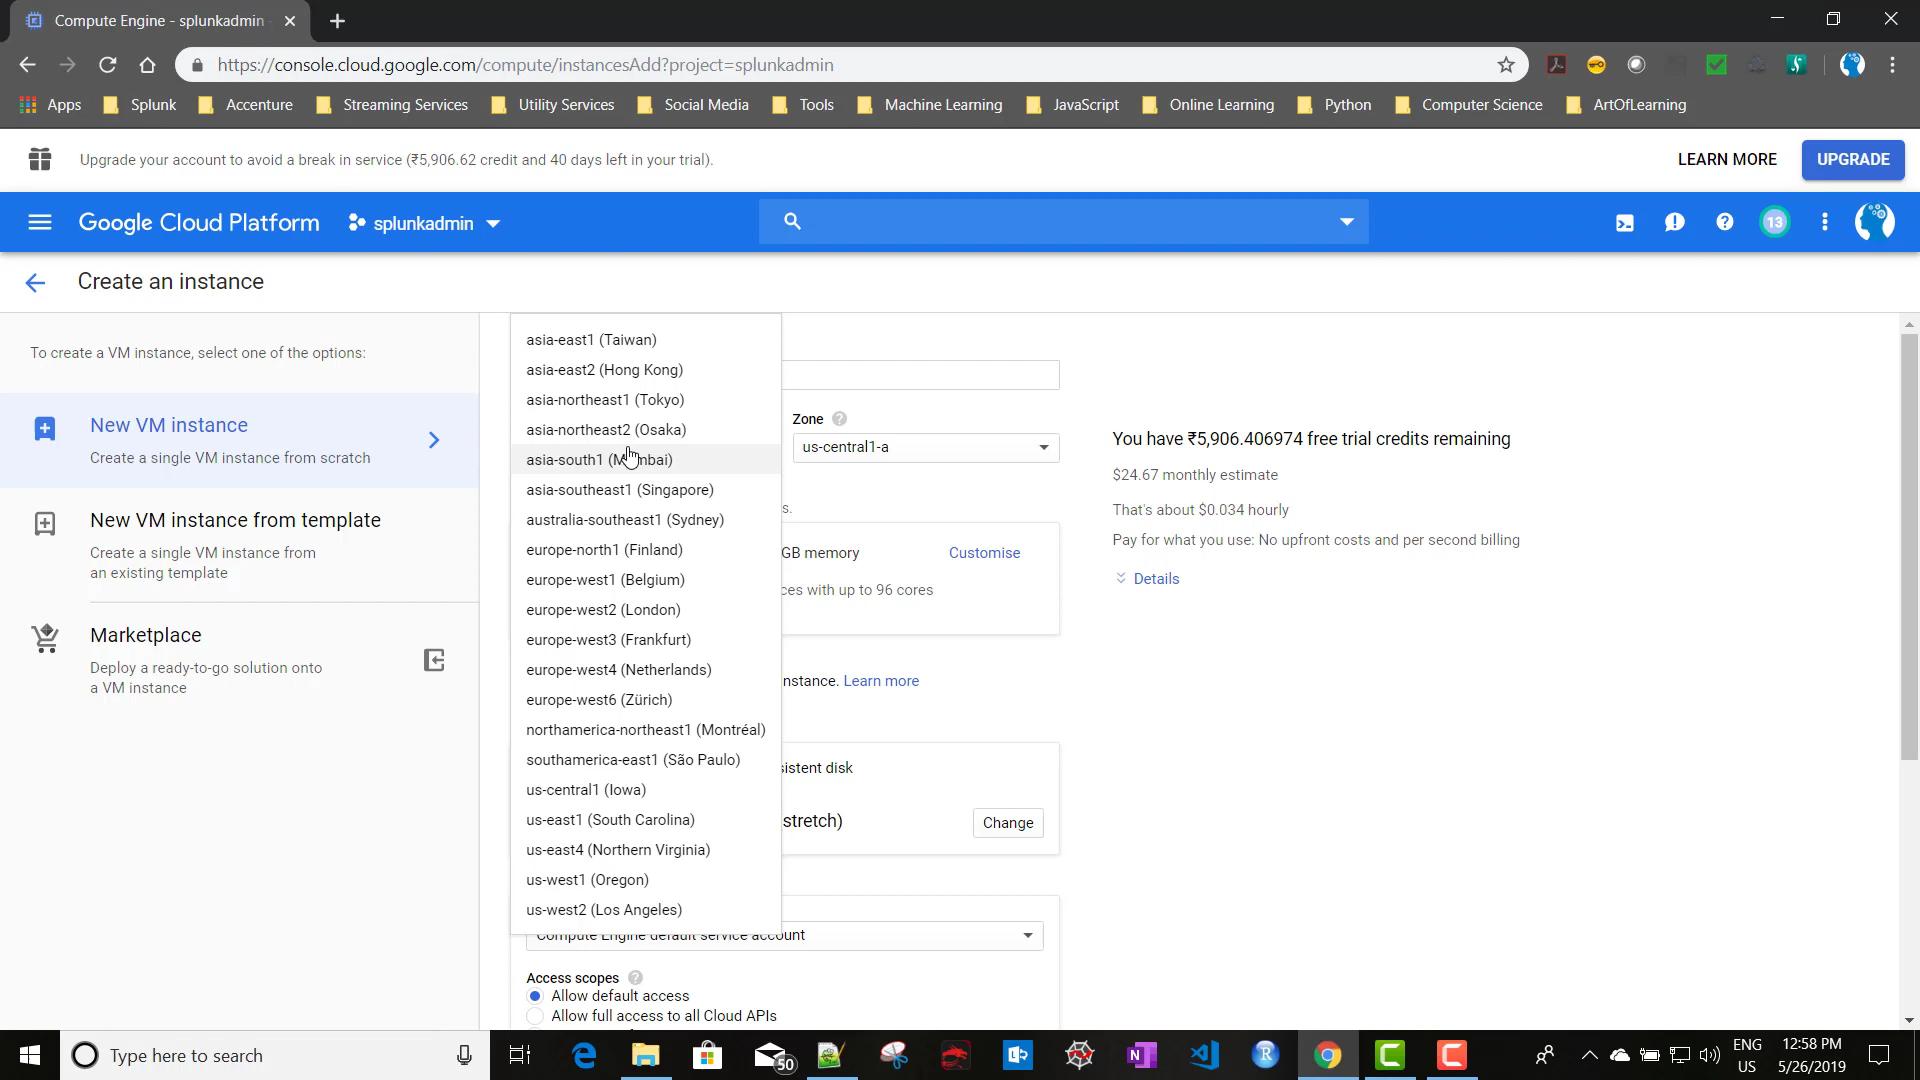 Compute Engine - splunkadmin
https://console.cloud.google.com/compute/instancesAdd?project=splunkadmin
Apps Splunk Accenture Streaming Services Utility Services Social Media Tools Machine Learning JavaScript Online Learning Python Computer Science ArtOfLearning
Upgrade your account to avoid a break in service (₹5,906.62 credit and 40 days left in your trial).
LEARN MORE UPGRADE
Google Cloud Platform splunkadmin 13
Create an instance
To create a VM instance, select one of the options:
New VM instance
Create a single VM instance from scratch
New VM instance from template
Create a single VM instance from
an existing template
Marketplace
Deploy a ready-to-go solution onto
a VM instance
asia-east1 (Taiwan)
asia-east2 (Hong Kong)
asia-northeast1 (Tokyo)
asia-northeast2 (Osaka)
asia-south1 (Mumbai)
asia-southeast1 (Singapore)
australia-southeast1 (Sydney)
europe-north1 (Finland)
europe-west1 (Belgium)
europe-west2 (London)
europe-west3 (Frankfurt)
europe-west4 (Netherlands)
europe-west6 (Zürich)
northamerica-northeast1 (Montréal)
southamerica-east1 (São Paulo)
us-central1 (Iowa)
us-east1 (South Carolina)
us-east4 (Northern Virginia)
us-west1 (Oregon)
us-west2 (Los Angeles)
Zone
us-central1-a
s.
GB memory Customise
ces with up to 96 cores
nstance. Learn more
sistent disk
stretch) Change
Compute Engine default service account
Access scopes
Allow default access
Allow full access to all Cloud APIs
You have ₹5,906.406974 free trial credits remaining
$24.67 monthly estimate
That's about $0.034 hourly
Pay for what you use: No upfront costs and per second billing
Details
Type here to search
50
ENG
US
12:58 PM
5/26/2019